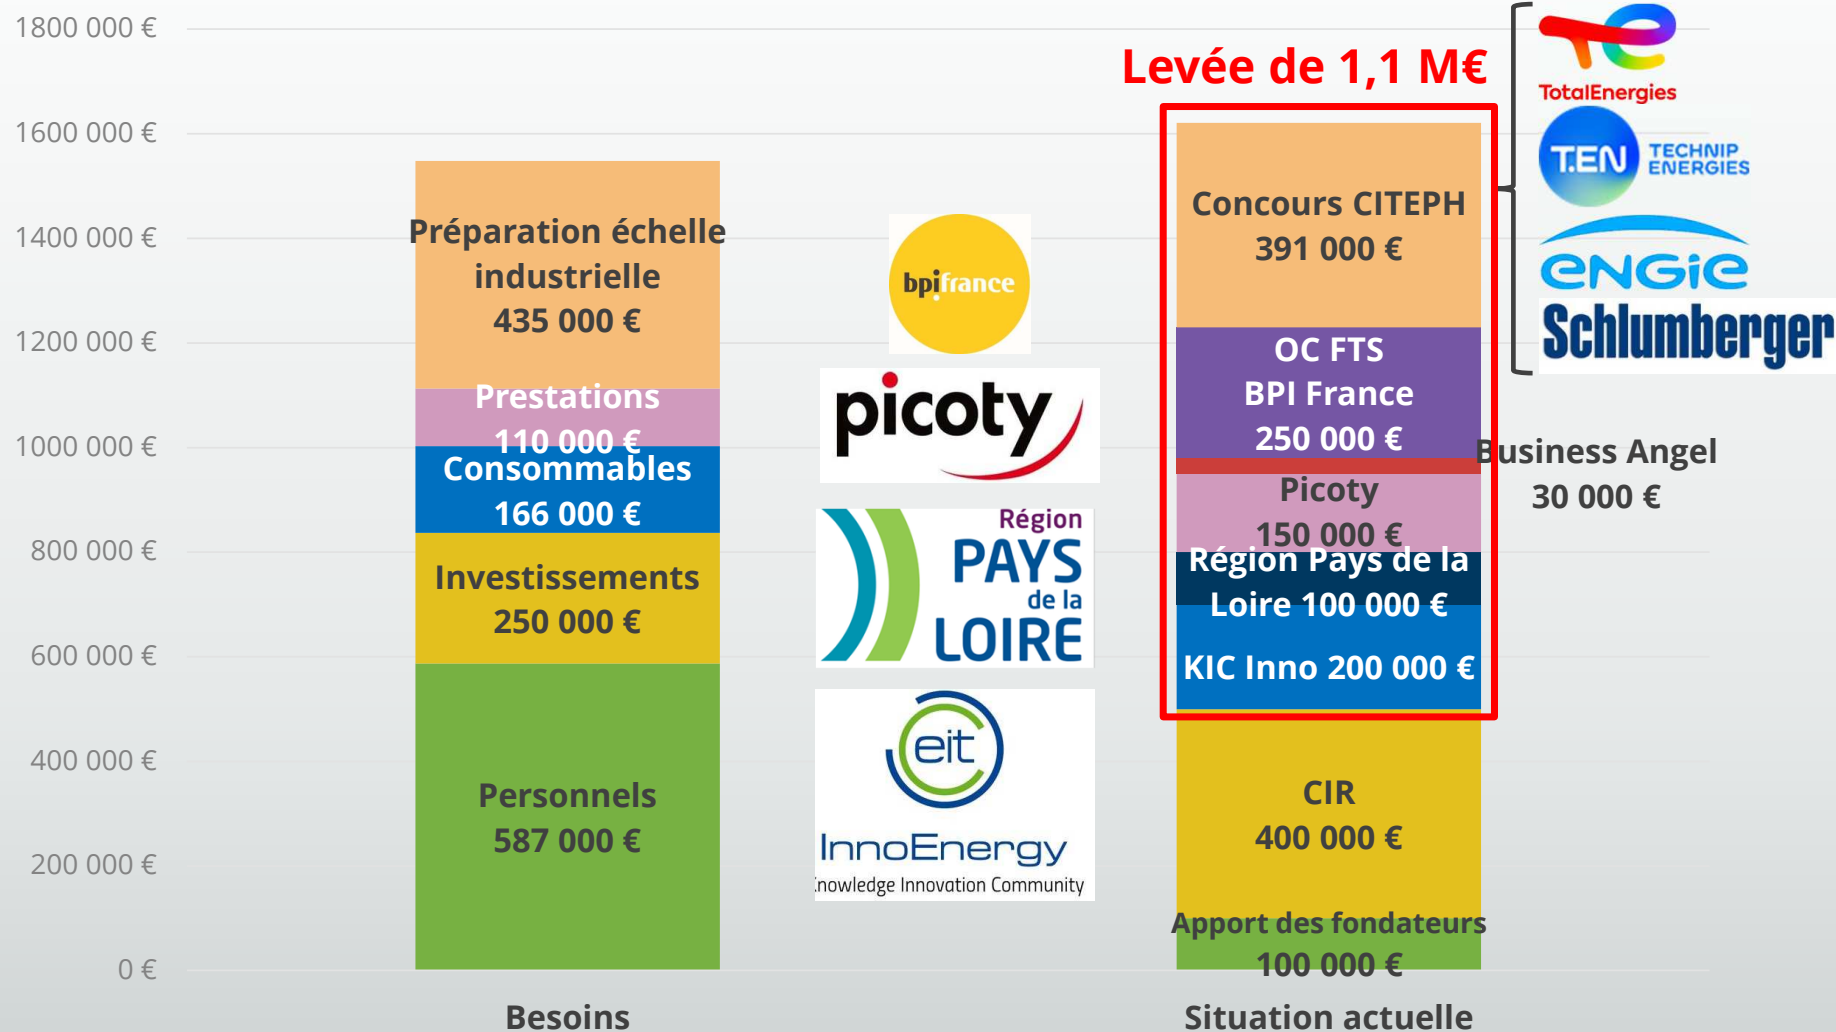 1800 000 €
1600 000 €
1400 000 €
1200 000 €
1000 000 €
800 000 €
600 000 €
400 000 €
200 000 €
0 €
Préparation échelle
industrielle
435 000 €
Prestations
110 000 €
Consommables
166 000 €
Investissements
250 000 €
Personnels
587 000 €
Besoins
bpifrance
picoty
Région
PAYS
de la
LOIRE
eit
InnoEnergy
Knowledge Innovation Community
Levée de 1,1 M€
Concours CITEPH
391 000 €
OC FTS
BPI France
250 000 €
Business Angel
30 000 €
Picoty
150 000 €
Région Pays de la
Loire 100 000 €
KIC Inno 200 000 €
CIR
400 000 €
Apport des fondateurs
100 000 €
Situation actuelle
TotalEnergies
T.EN TECHNIP
ENERGIES
ENGIE
Schlumberger